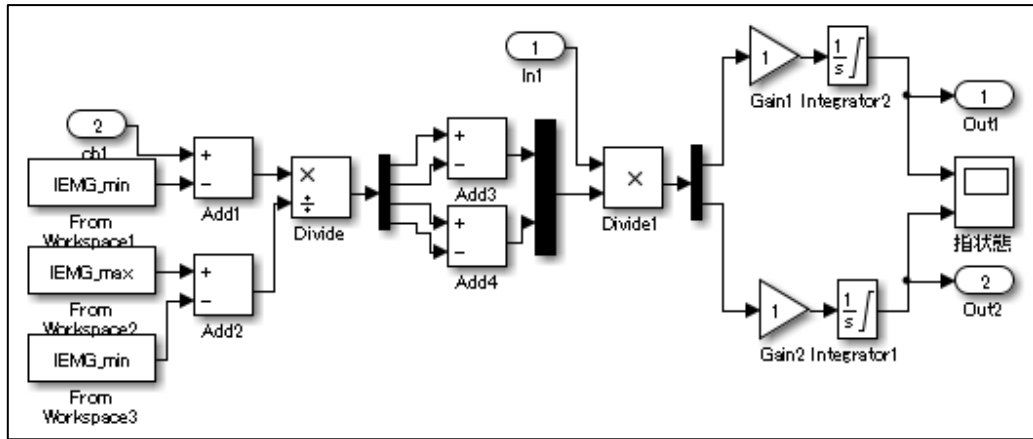 1
In1
1
1/s
Gain1 Integrator2
1
Out1
2
ch1
IEMG_min
From
Workspace1
+
−
Add1
×
÷
Divide
+
−
Add3
+
−
Add4
×
Divide1
指状態
IEMG_max
From
Workspace2
+
−
Add2
IEMG_min
From
Workspace3
1
1/s
Gain2 Integrator1
2
Out2